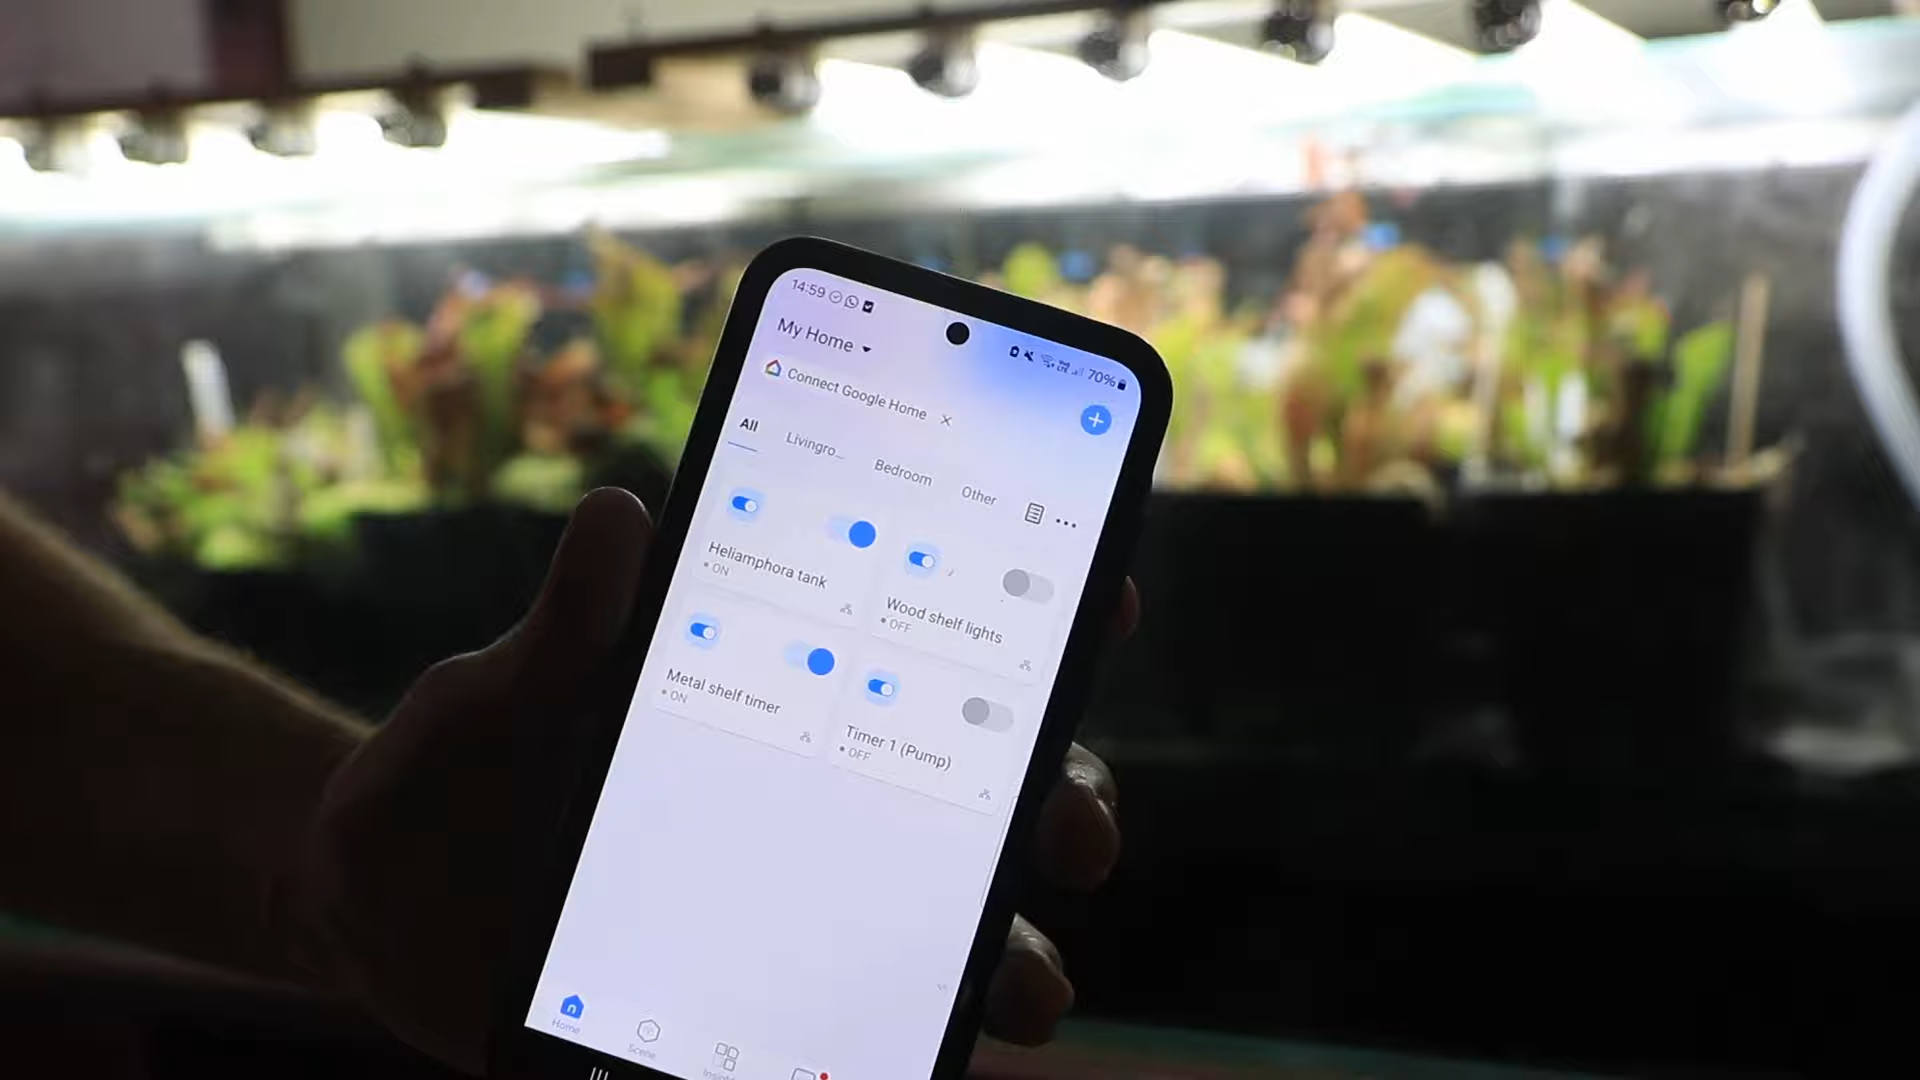 14:59
70%
My Home
Connect Google Home
All
Livingro...
Bedroom
Other
Heliamphora tank
ON
Wood shelf lights
OFF
Metal shelf timer
ON
Timer 1 (Pump)
OFF
Home
Scene